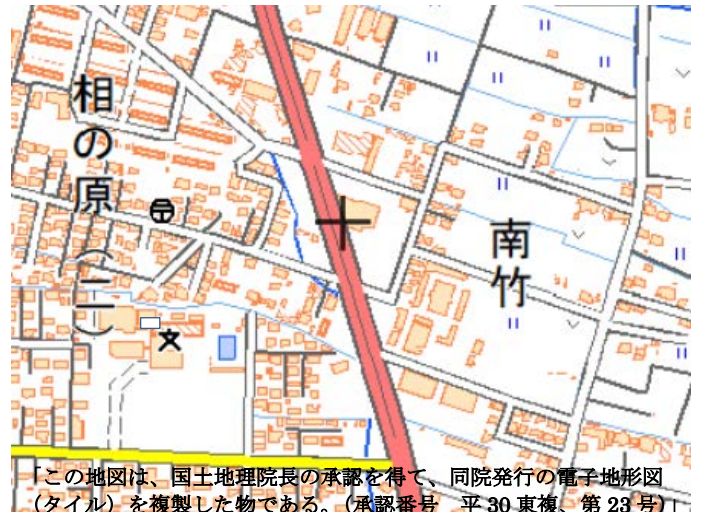 相の原(二)
南竹
「この地図は、国土地理院長の承認を得て、同院発行の電子地形図
(タイル)を複製した物である。(承認番号 平30東複、第23号)」